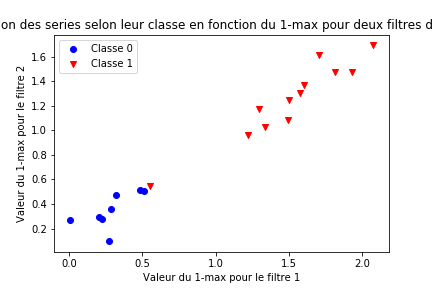 on des series selon leur classe en fonction du 1-max pour deux filtres d
Classe 0
Classe 1
Valeur du 1-max pour le filtre 2
1.6
1.4
1.2
1.0
0.8
0.6
0.4
0.2
0.0
0.5
1.0
1.5
2.0
Valeur du 1-max pour le filtre 1